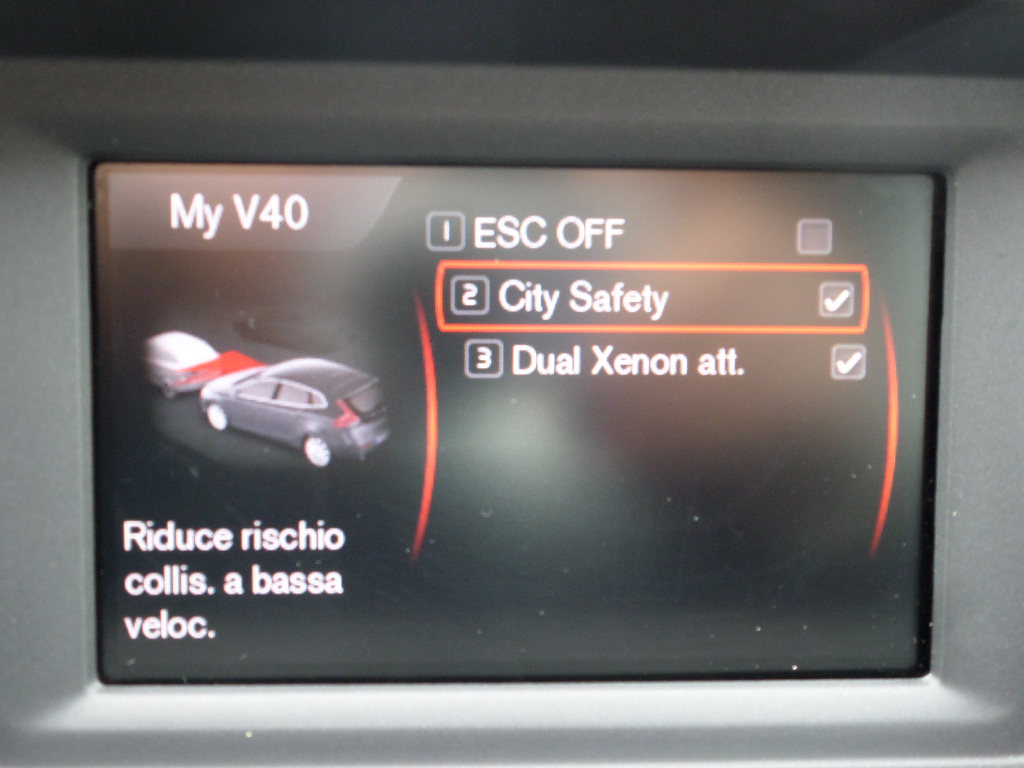 My V40
1 ESC OFF
2 City Safety
3 Dual Xenon att.
Riduce rischio
collis. a bassa
veloc.